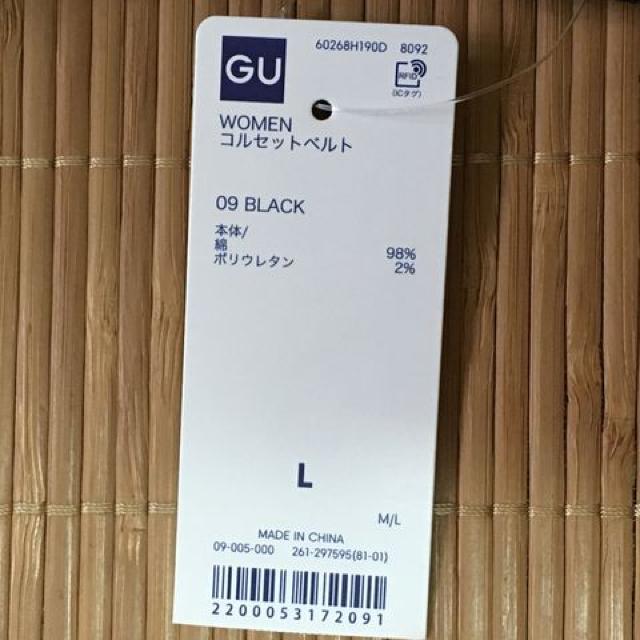 GU
60268H190D 8092
RFID
(ICタグ)
WOMEN
コルセットベルト
09 BLACK
本体/
綿 98%
ポリウレタン 2%
L
M/L
MADE IN CHINA
09-005-000 261-297595(81-01)
2200053172091